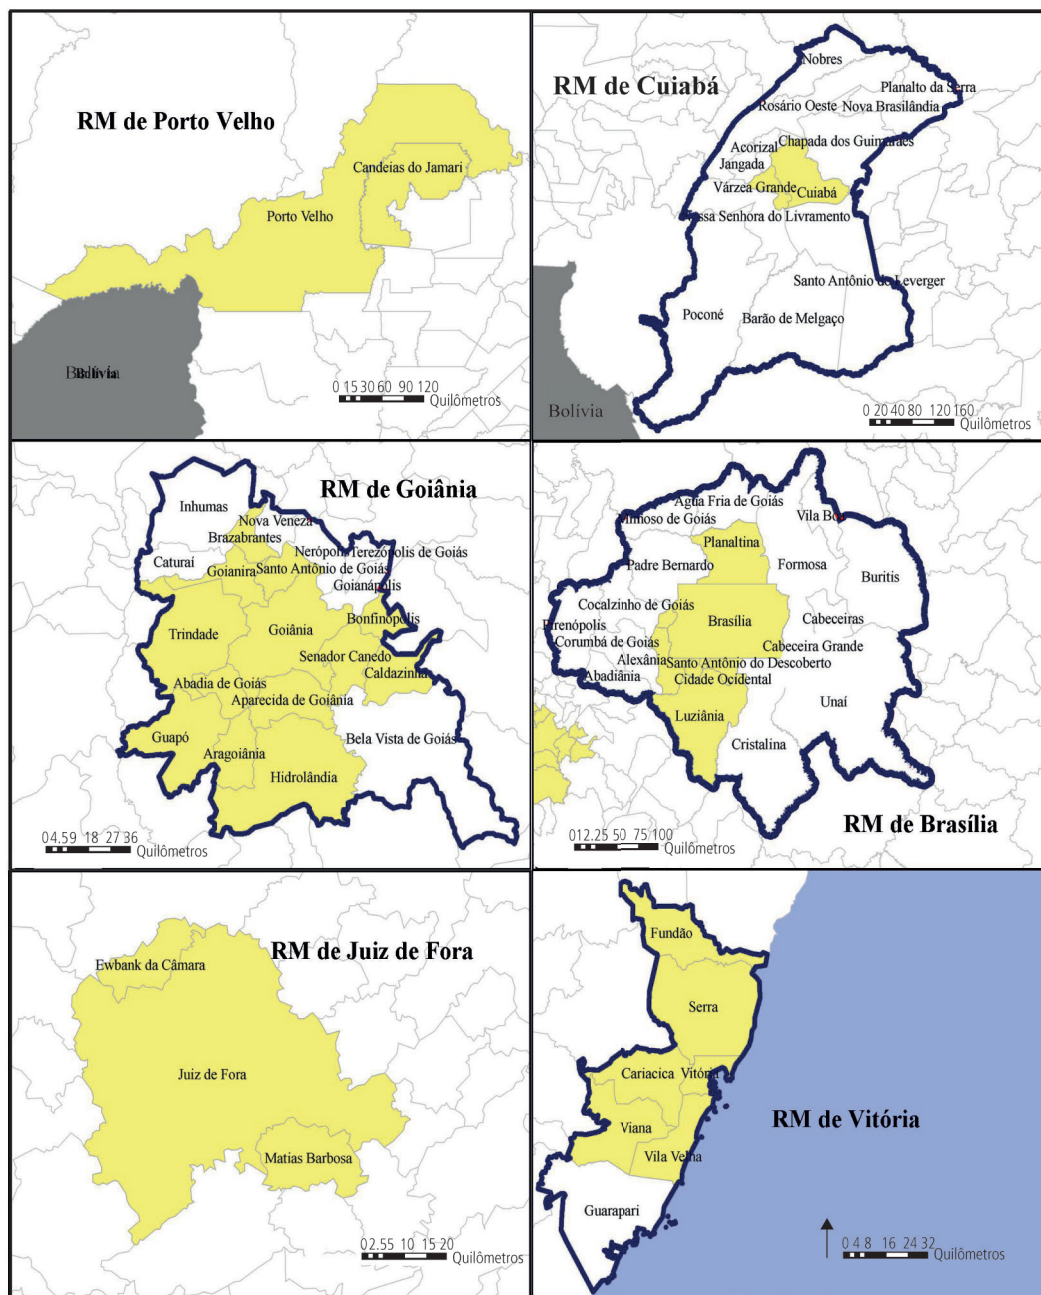 RM de Porto Velho
Candeias do Jamari
Porto Velho
Bolívia
0 15 30 60 90 120
Quilômetros
RM de Cuiabá
Nobres
Planalto da Serra
Rosário Oeste
Nova Brasilândia
Chapada dos Guimarães
Acorizal
Jangada
Várzea Grande
Cuiabá
Nossa Senhora do Livramento
Santo Antônio do Leverger
Poconé
Barão de Melgaço
Bolívia
0 20 40 80 120 160
Quilômetros
RM de Goiânia
Inhumas
Nova Veneza
Brazabrantes
Nerópolis
Terezópolis de Goiás
Caturaí
Goianira
Santo Antônio de Goiás
Goianápolis
Bonfinópolis
Trindade
Goiânia
Senador Canedo
Caldazinha
Abadia de Goiás
Aparecida de Goiânia
Guapó
Bela Vista de Goiás
Aragoiânia
Hidrolândia
0 4.5 9 18 27 36
Quilômetros
Água Fria de Goiás
Mimoso de Goiás
Vila Boa
Planaltina
Padre Bernardo
Formosa
Buritis
Cocalzinho de Goiás
Brasília
Cabeceiras
Pirenópolis
Corumbá de Goiás
Cabeceira Grande
Alexânia
Santo Antônio do Descoberto
Abadiânia
Cidade Ocidental
Luziânia
Unaí
Cristalina
RM de Brasília
0 12.25 50 75 100
Quilômetros
RM de Juiz de Fora
Ewbank da Câmara
Juiz de Fora
Matias Barbosa
0 2.55 10 15 20
Quilômetros
Fundão
Serra
Cariacica
Vitória
RM de Vitória
Viana
Vila Velha
Guarapari
0 4 8 16 24 32
Quilômetros